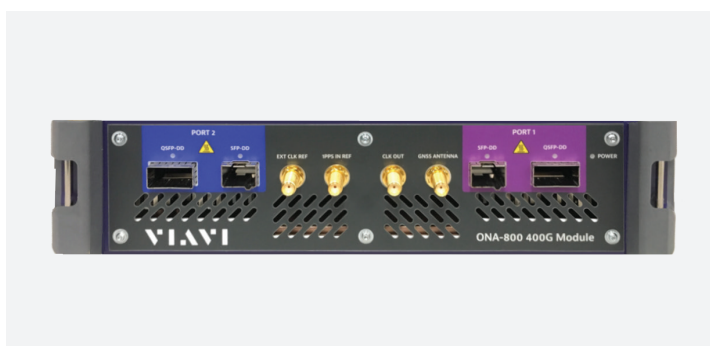 PORT 2
QSFP-DD
SFP-DD
EXT CLK REF
1PPS IN REF
CLK OUT
GNSS ANTENNA
PORT 1
SFP-DD
QSFP-DD
POWER
VIAVI
ONA-800 400G Module